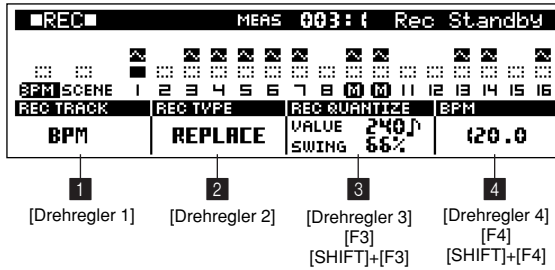 ■REC■ MEAS 003:1 Rec Standby
BPM SCENE 1 2 3 4 5 6 7 8 M M 11 12 13 14 15 16
REC TRACK REC TYPE REC QUANTIZE BPM
BPM REPLACE VALUE 240♪ 120.0
SWING 66%
1 2 3 4
[Drehregler 1] [Drehregler 2] [Drehregler 3] [Drehregler 4]
[F3] [F4]
[SHIFT]+[F3] [SHIFT]+[F4]